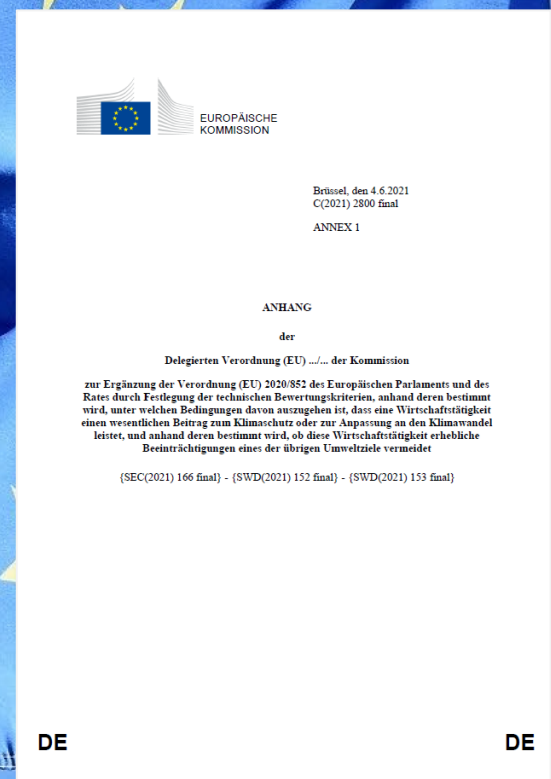 EUROPÄISCHE
KOMMISSION
Brüssel, den 4.6.2021
C(2021) 2800 final
ANNEX 1
ANHANG
der
Delegierten Verordnung (EU) .../... der Kommission
zur Ergänzung der Verordnung (EU) 2020/852 des Europäischen Parlaments und des
Rates durch Festlegung der technischen Bewertungskriterien, anhand deren bestimmt
wird, unter welchen Bedingungen davon auszugehen ist, dass eine Wirtschaftstätigkeit
einen wesentlichen Beitrag zum Klimaschutz oder zur Anpassung an den Klimawandel
leistet, und anhand deren bestimmt wird, ob diese Wirtschaftstätigkeit erhebliche
Beeinträchtigungen eines der übrigen Umweltziele vermeidet
{SEC(2021) 166 final} - {SWD(2021) 152 final} - {SWD(2021) 153 final}
DE DE